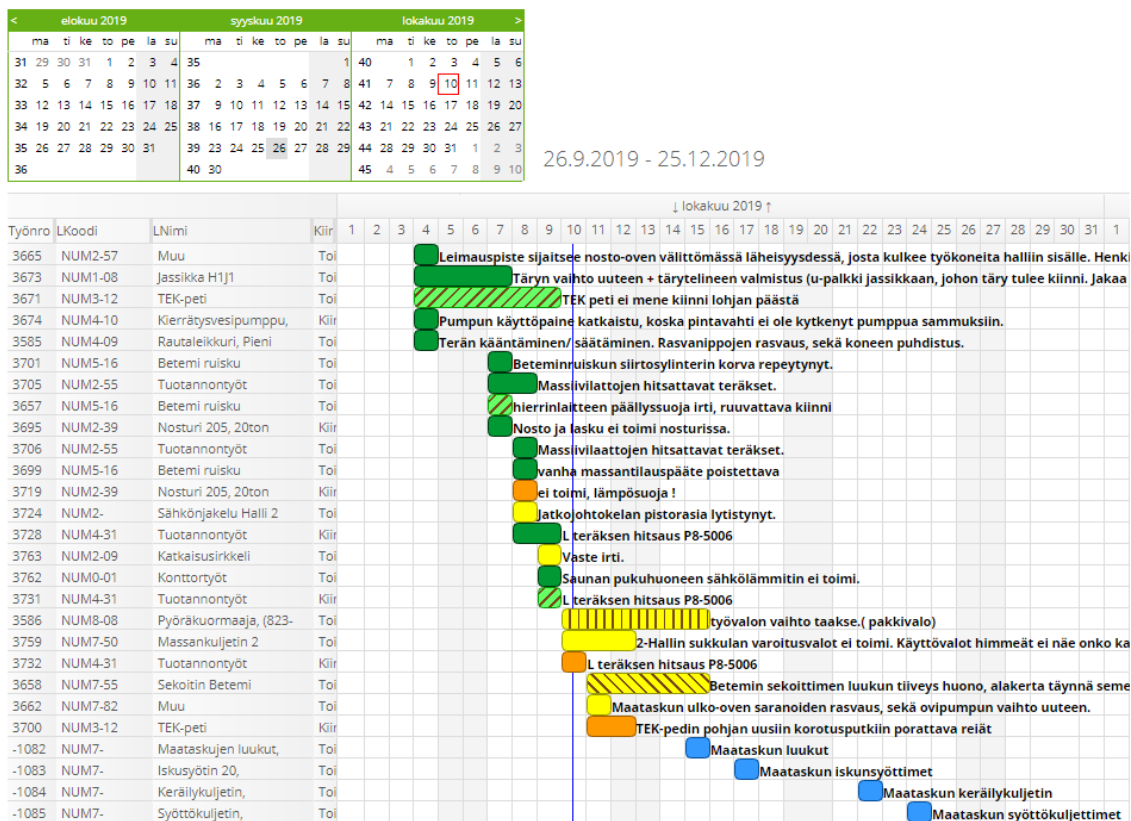 < elokuu 2019 syyskuu 2019 lokakuu 2019 >
ma ti ke to pe la su ma ti ke to pe la su ma ti ke to pe la su
31 29 30 31 1 2 3 4 35 1 40 1 2 3 4 5 6
32 5 6 7 8 9 10 11 36 2 3 4 5 6 7 8 41 7 8 9 10 11 12 13
33 12 13 14 15 16 17 18 37 9 10 11 12 13 14 15 42 14 15 16 17 18 19 20
34 19 20 21 22 23 24 25 38 16 17 18 19 20 21 22 43 21 22 23 24 25 26 27
35 26 27 28 29 30 31 39 23 24 25 26 27 28 29 44 28 29 30 31 1 2 3
36 40 30 45 4 5 6 7 8 9 10
26.9.2019 - 25.12.2019
↓ lokakuu 2019 ↑
Työnro LKoodi LNimi Kiir 1 2 3 4 5 6 7 8 9 10 11 12 13 14 15 16 17 18 19 20 21 22 23 24 25 26 27 28 29 30 31 1
3665 NUM2-57 Muu Toi Leimauspiste sijaitsee nosto-oven välittömässä läheisyysdessä, josta kulkee työkoneita halliin sisälle. Henki
3673 NUM1-08 Jassikka H1J1 Toi Täryn vaihto uuteen + tärytelineen valmistus (u-palkki jassikkaan, johon täry tulee kiinni. Jakaa
3671 NUM3-12 TEK-peti Toi TEK peti ei mene kiinni lohjan päästä
3674 NUM4-10 Kierrätysvesipumppu, Kiir Pumpun käyttöpaine katkaistu, koska pintavahti ei ole kytkenyt pumppua sammuksiin.
3585 NUM4-09 Rautaleikkuri, Pieni Toi Terän kääntäminen/ säätäminen. Rasvanippojen rasvaus, sekä koneen puhdistus.
3701 NUM5-16 Betemi ruisku Toi Beteminruiskun siirtosylinterin korva repeytynyt.
3705 NUM2-55 Tuotannontyöt Toi Massiivilattojen hitsattavat teräkset.
3657 NUM5-16 Betemi ruisku Toi hierrinlaitteen päällyssuoja irti, ruuvattava kiinni
3695 NUM2-39 Nosturi 205, 20ton Kiir Nosto ja lasku ei toimi nosturissa.
3706 NUM2-55 Tuotannontyöt Toi Massiivilaattojen hitsattavat teräkset.
3699 NUM5-16 Betemi ruisku Toi vanha massantilauspääte poistettava
3719 NUM2-39 Nosturi 205, 20ton Kiir ei toimi, lämpösuoja !
3724 NUM2- Sähkönjakelu Halli 2 Toi Jatkojohtokelan pistorasia lytistynyt.
3728 NUM4-31 Tuotannontyöt Kiir L teräksen hitsaus P8-5006
3763 NUM2-09 Katkaisusirkkeli Toi Vaste irti.
3762 NUM0-01 Konttortyöt Toi Saunan pukuhuoneen sähkölämmitin ei toimi.
3731 NUM4-31 Tuotannontyöt Kiir L teräksen hitsaus P8-5006
3586 NUM8-08 Pyöräkuormaaja, (823- Toi työvalon vaihto taakse.( pakkivalo)
3759 NUM7-50 Massankuljetin 2 Toi 2-Hallin sukkulan varoitusvalot ei toimi. Käyttövalot himmeät ei näe onko ka
3732 NUM4-31 Tuotannontyöt Kiir L teräksen hitsaus P8-5006
3658 NUM7-55 Sekoitin Betemi Toi Betemin sekoittimen luukun tiiveys huono, alakerta täynnä seme
3662 NUM7-82 Muu Toi Maataskun ulko-oven saranoiden rasvaus, sekä ovipumpun vaihto uuteen.
3700 NUM3-12 TEK-peti Kiir TEK-pedin pohjan uusiin korotusputkiin porattava reiät
-1082 NUM7- Maataskujen luukut, Toi Maataskun luukut
-1083 NUM7- Iskusyötin 20, Toi Maataskun iskunsyöttimet
-1084 NUM7- Keräilykuljetin, Toi Maataskun keräilykuljetin
-1085 NUM7- Syöttökuljetin, Toi Maataskun syöttökuljettimet